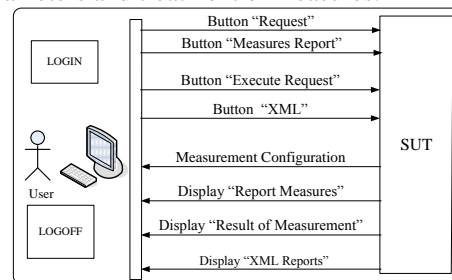 Button “Request”
Button “Measures Report”
LOGIN
Button “Execute Request”
Button “XML”
SUT
Measurement Configuration
User
Display “Report Measures”
LOGOFF
Display “Result of Measurement”
Display “XML Reports”